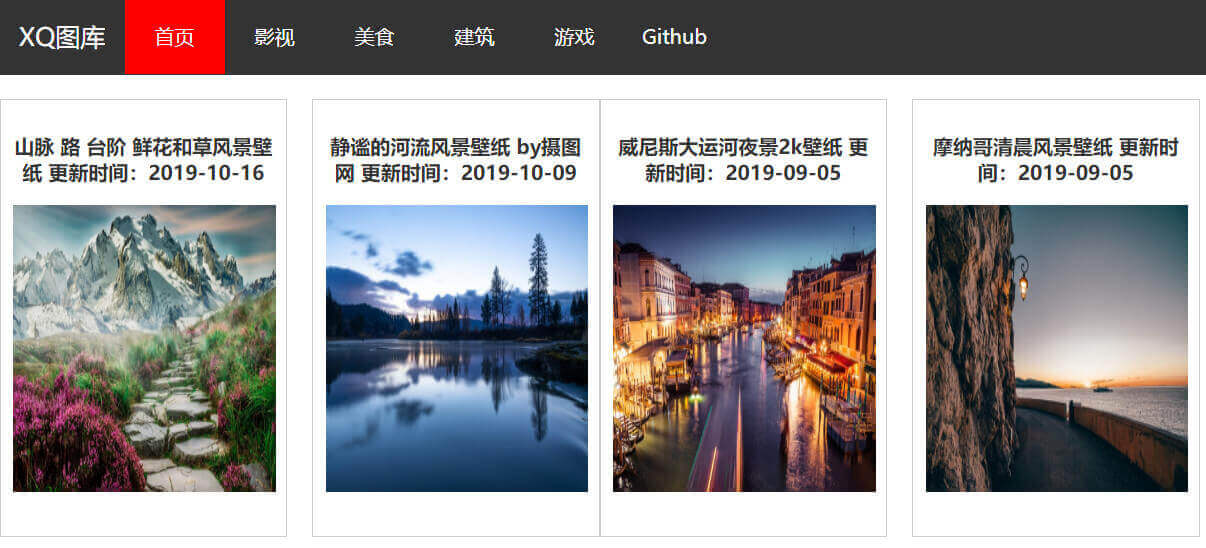 XQ图库 首页 影视 美食 建筑 游戏 Github
山脉 路 台阶 鲜花和草风景壁
纸 更新时间：2019-10-16
静谧的河流风景壁纸 by摄图
网 更新时间：2019-10-09
威尼斯大运河夜景2k壁纸 更
新时间：2019-09-05
摩纳哥清晨风景壁纸 更新时
间：2019-09-05